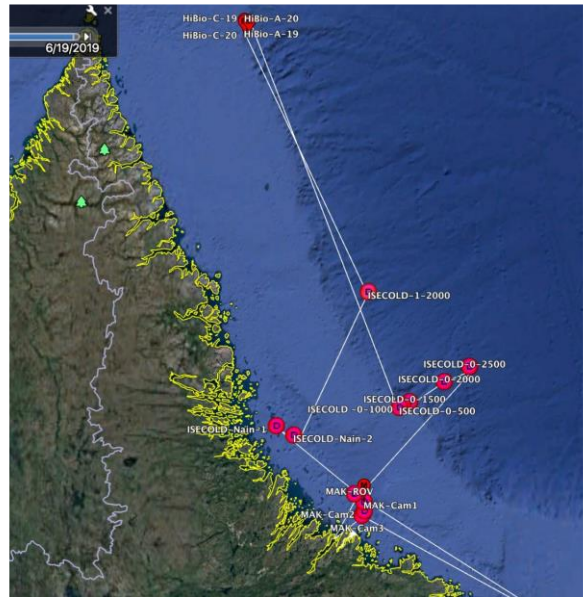 HiBio-C-19 HiBio-A-20
HiBio-C-20 HiBio-A-19
6/19/2019
ISECOLD-1-2000
ISECOLD-0-2500
ISECOLD-0-2000
ISECOLD-0-1500
ISECOLD -0-1000
ISECOLD-0-500
ISECOLD-Nain-1
ISECOLD-Nain-2
MAK-ROV
MAK-Cam1
MAK-Cam2
MAK-Cam3